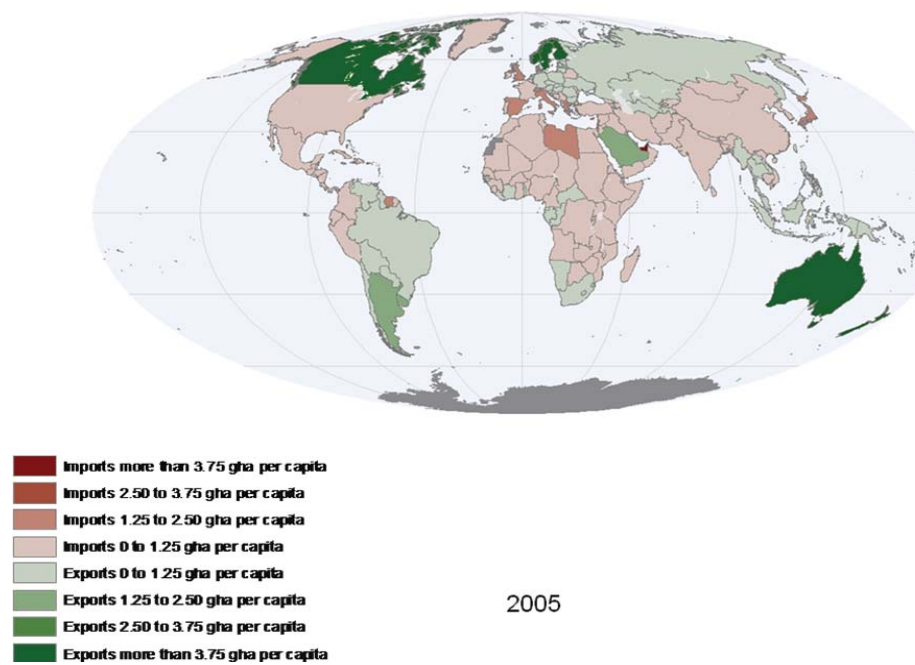 Imports more than 3.75 gha per capita
Imports 2.50 to 3.75 gha per capita
Imports 1.25 to 2.50 gha per capita
Imports 0 to 1.25 gha per capita
Exports 0 to 1.25 gha per capita
Exports 1.25 to 2.50 gha per capita
Exports 2.50 to 3.75 gha per capita
Exports more than 3.75 gha per capita
2005